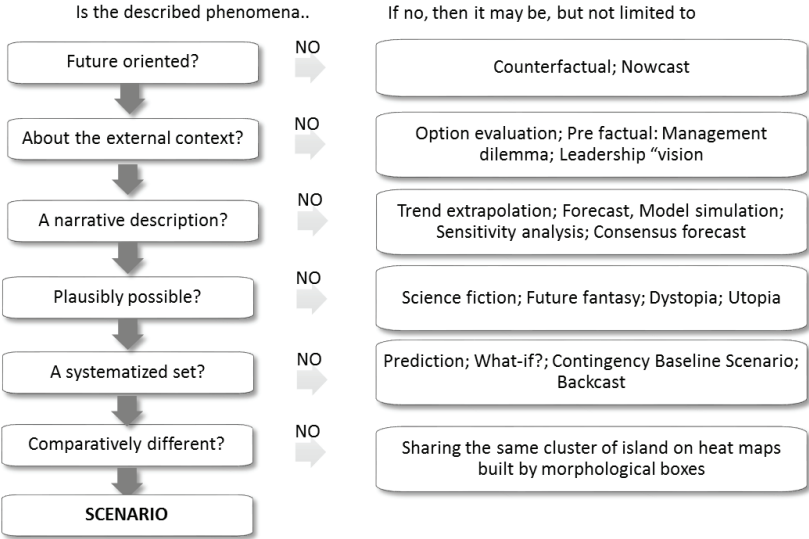 Is the described phenomena..
If no, then it may be, but not limited to
Future oriented?
NO
Counterfactual; Nowcast
About the external context?
NO
Option evaluation; Pre factual: Management
dilemma; Leadership “vision
A narrative description?
NO
Trend extrapolation; Forecast, Model simulation;
Sensitivity analysis; Consensus forecast
Plausibly possible?
NO
Science fiction; Future fantasy; Dystopia; Utopia
A systematized set?
NO
Prediction; What-if?; Contingency Baseline Scenario;
Backcast
Comparatively different?
NO
Sharing the same cluster of island on heat maps
built by morphological boxes
SCENARIO